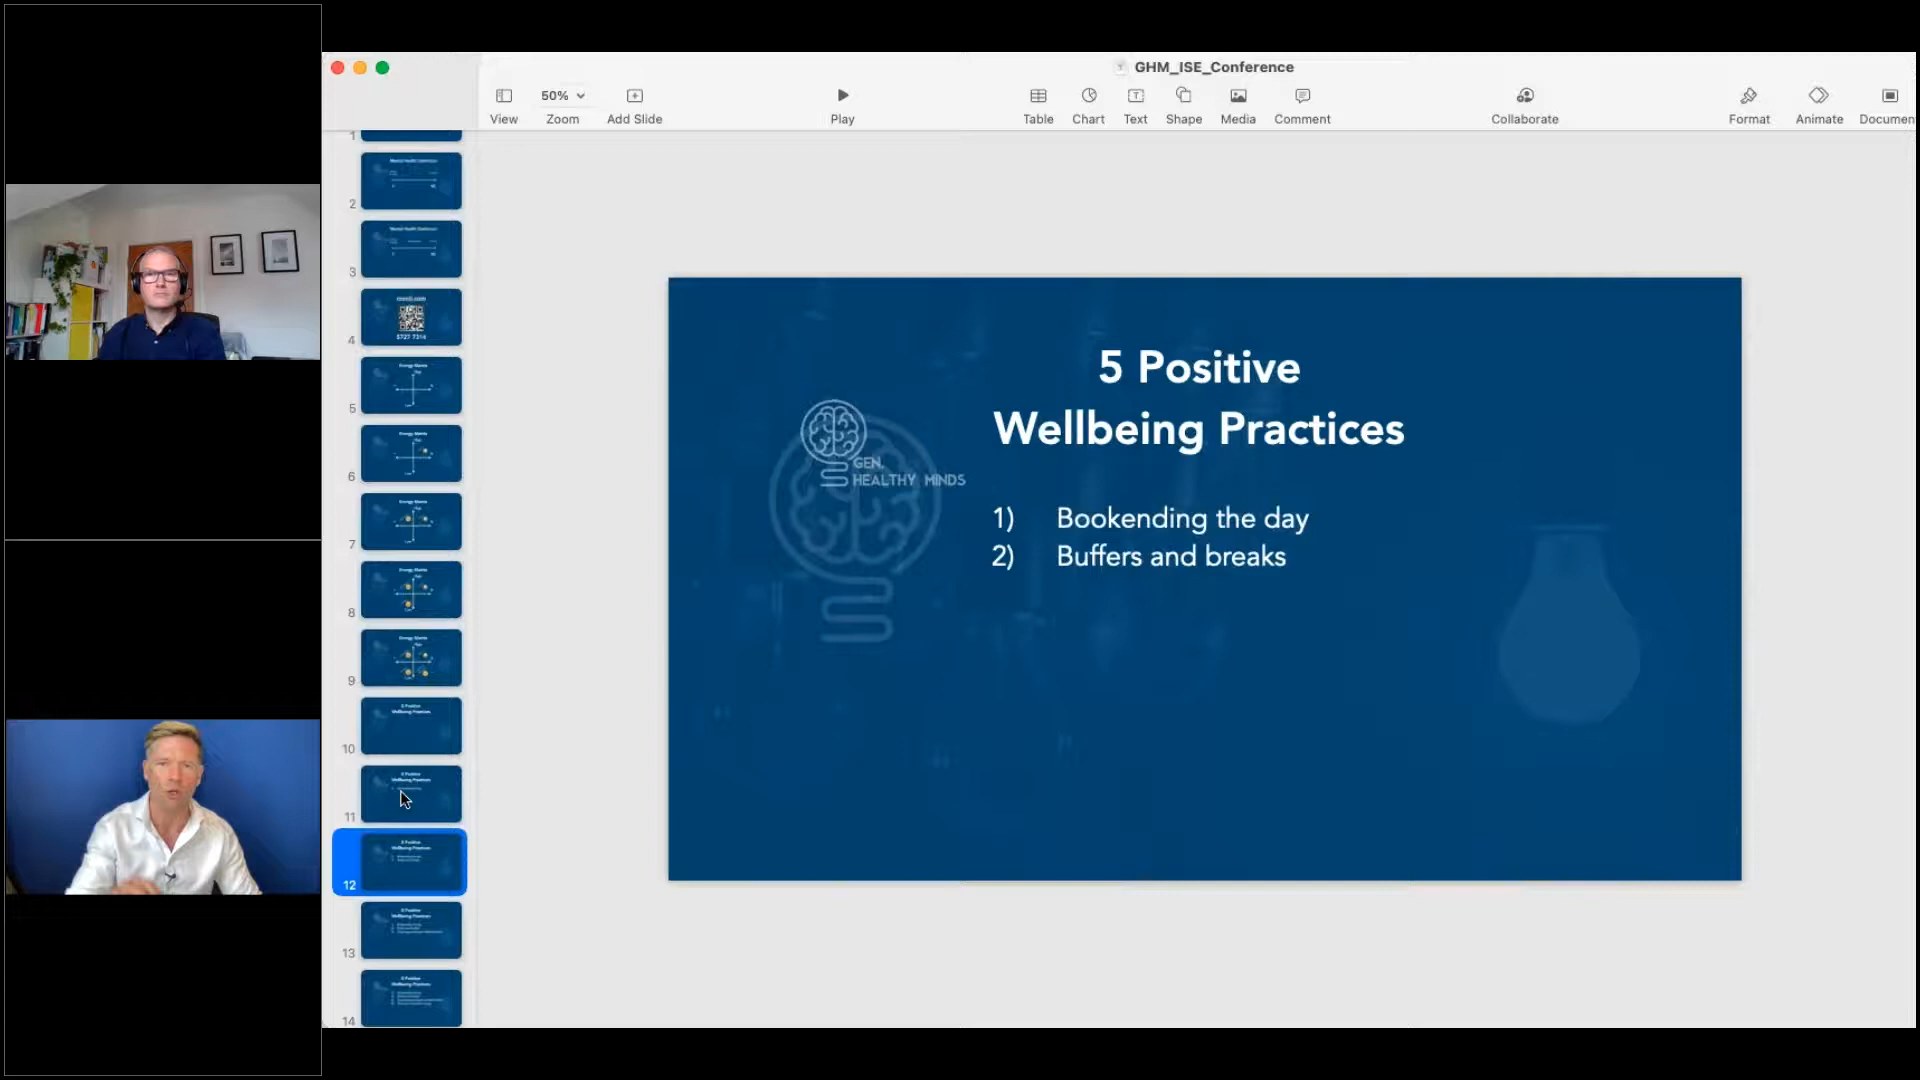 GHM_ISE_Conference
50%
View
Zoom
Add Slide
Play
Table
Chart
Text
Shape
Media
Comment
Collaborate
Format
Animate
Documen
1
2
3
4
5727 7314
5
6
7
8
9
10
11
12
13
14
5 Positive
Wellbeing Practices
GEN.
HEALTHY MINDS
1) Bookending the day
2) Buffers and breaks